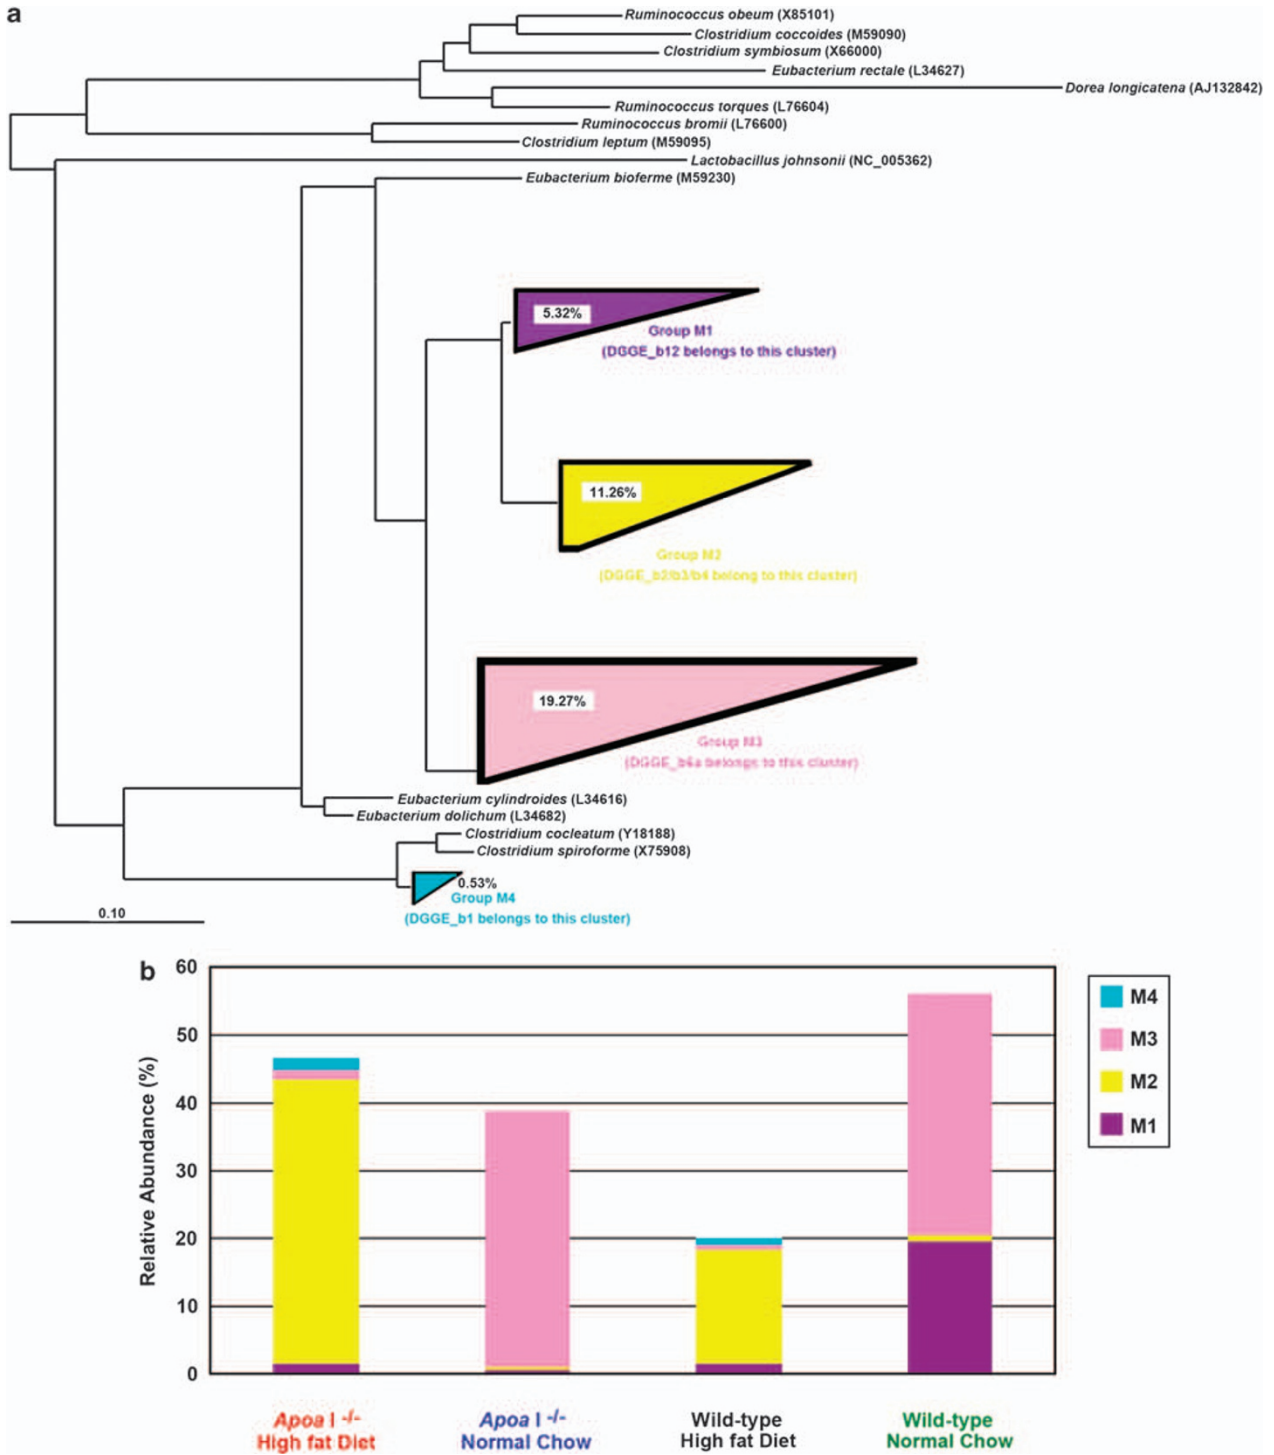 a
Ruminococcus obeum (X85101)
Clostridium coccoides (M59090)
Clostridium symbiosum (X66000)
Eubacterium rectale (L34627)
Dorea longicatena (AJ132842)
Ruminococcus torques (L76604)
Ruminococcus bromii (L76600)
Clostridium leptum (M59095)
Lactobacillus johnsonii (NC_005362)
Eubacterium bioferme (M59230)
5.32%
Group M1
(DGGE_b12 belongs to this cluster)
11.26%
Group M2
(DGGE_b2/b3/b4 belong to this cluster)
19.27%
Group M3
(DGGE_b6a belongs to this cluster)
Eubacterium cylindroides (L34616)
Eubacterium dolichum (L34682)
Clostridium cocleatum (Y18188)
Clostridium spiroforme (X75908)
0.53%
Group M4
(DGGE_b1 belongs to this cluster)
0.10
b
60
50
40
30
20
10
0
Relative Abundance (%)
M4
M3
M2
M1
Apoa I -/-
High fat Diet
Apoa I -/-
Normal Chow
Wild-type
High fat Diet
Wild-type
Normal Chow